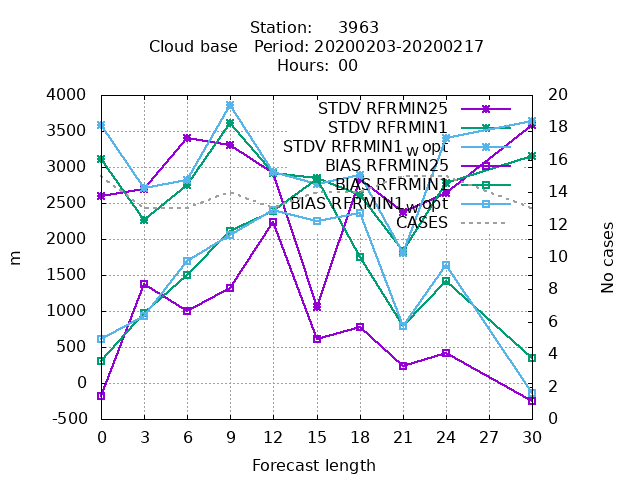 Station:     3963
Cloud base   Period: 20200203-20200217
Hours: 00
4000
3500
3000
2500
2000
1500
1000
500
0
-500
m
STDV RFRMIN25
STDV RFRMIN1
STDV RFRMIN1_w opt
BIAS RFRMIN25
BIAS RFRMIN1
BIAS RFRMIN1_w opt
CASES
20
18
16
14
12
10
8
6
4
2
0
No cases
0 3 6 9 12 15 18 21 24 27 30
Forecast length